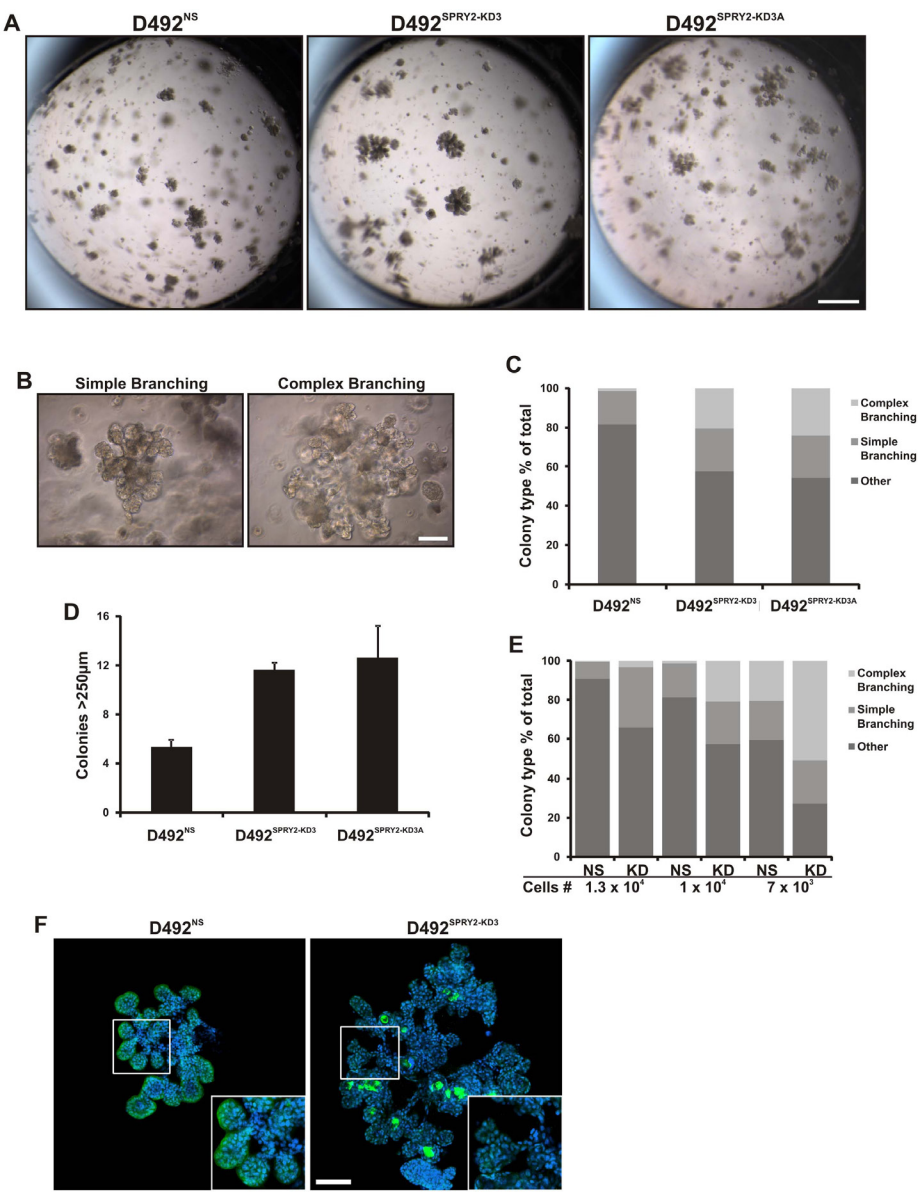 A
D492NS
D492SPRY2-KD3
D492SPRY2-KD3A
B
Simple Branching
Complex Branching
C
Colony type % of total
100
80
60
40
20
0
D492NS
D492SPRY2-KD3
D492SPRY2-KD3A
Complex
Branching
Simple
Branching
Other
D
Colonies >250µm
16
12
8
4
0
D492NS
D492SPRY2-KD3
D492SPRY2-KD3A
E
Colony type % of total
100
80
60
40
20
0
NS KD NS KD NS KD
Cells # 1.3 x 10⁴ 1 x 10⁴ 7 x 10³
Complex
Branching
Simple
Branching
Other
F
D492NS
D492SPRY2-KD3